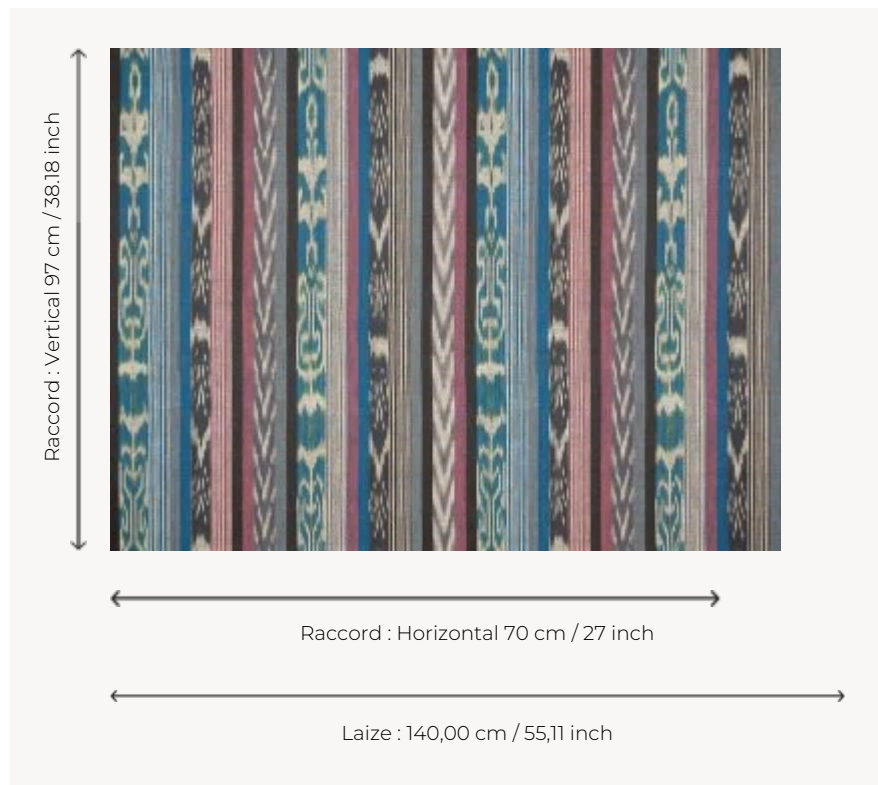 Raccord : Vertical 97 cm / 38.18 inch
Raccord : Horizontal 70 cm / 27 inch
Laize : 140,00 cm / 55,11 inch